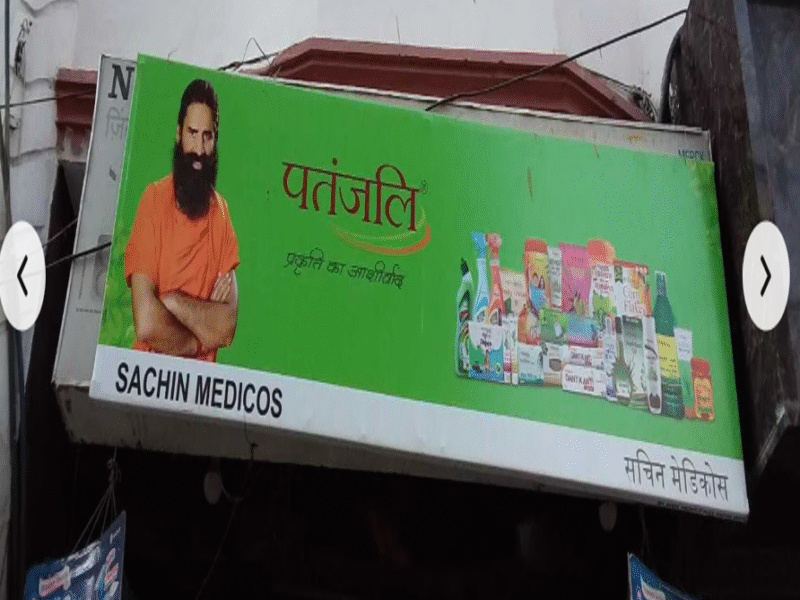 N
पतंजलि®
प्रकृति का आशीर्वाद
SACHIN MEDICOS
सचिन मेडिकोस